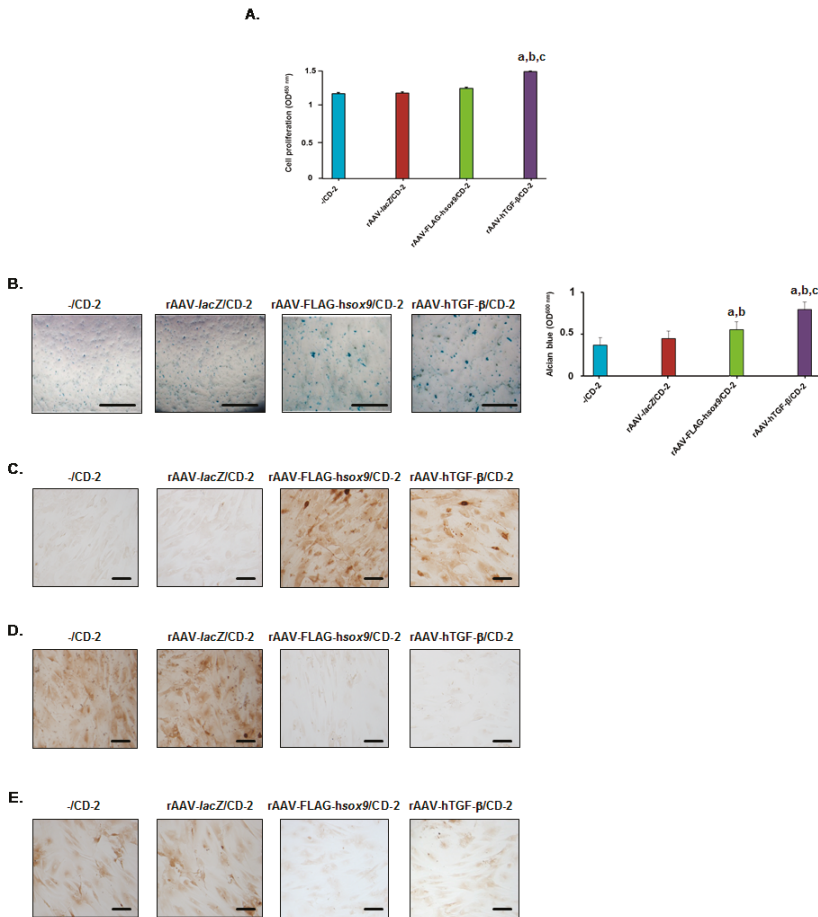 A.
a,b,c
Cell proliferation (OD⁴⁵⁰ ⁿᵐ)
1.5
1
0.5
0
-/CD-2
rAAV-lacZ/CD-2
rAAV-FLAG-hsox9/CD-2
rAAV-hTGF-β/CD-2
B.
-/CD-2
rAAV-lacZ/CD-2
rAAV-FLAG-hsox9/CD-2
rAAV-hTGF-β/CD-2
Alcian blue (OD⁶⁰⁰ ⁿᵐ)
1
0.5
0
a,b
a,b,c
-/CD-2
rAAV-lacZ/CD-2
rAAV-FLAG-hsox9/CD-2
rAAV-hTGF-β/CD-2
C.
-/CD-2
rAAV-lacZ/CD-2
rAAV-FLAG-hsox9/CD-2
rAAV-hTGF-β/CD-2
D.
-/CD-2
rAAV-lacZ/CD-2
rAAV-FLAG-hsox9/CD-2
rAAV-hTGF-β/CD-2
E.
-/CD-2
rAAV-lacZ/CD-2
rAAV-FLAG-hsox9/CD-2
rAAV-hTGF-β/CD-2